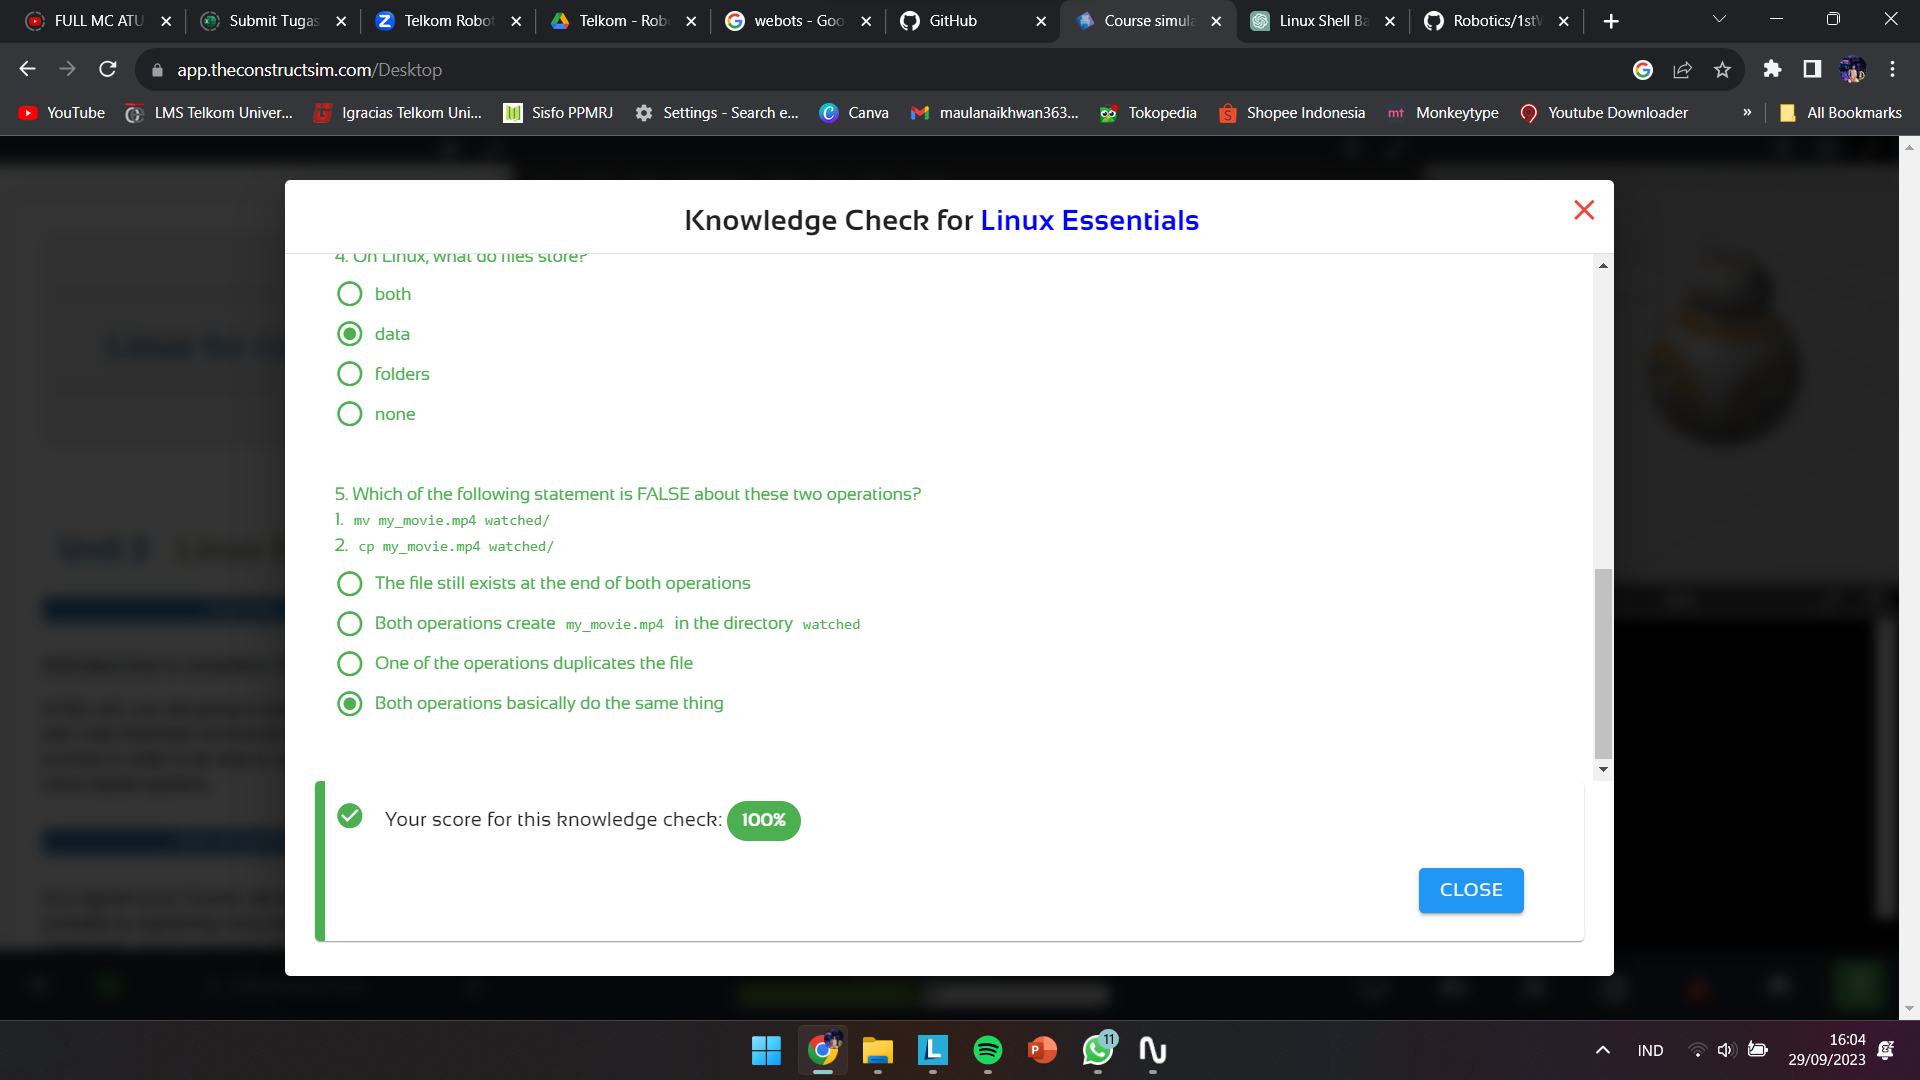 FULL MC ATU
Submit Tugas
Telkom Robot
Telkom - Rob
webots - Goo
GitHub
Course simula
Linux Shell Ba
Robotics/1stW
app.theconstructsim.com/Desktop
YouTube
LMS Telkom Univer...
Igracias Telkom Uni...
Sisfo PPMRJ
Settings - Search e...
Canva
maulanaikhwan363...
Tokopedia
Shopee Indonesia
mt Monkeytype
Youtube Downloader
»
All Bookmarks
Knowledge Check for Linux Essentials
4. On Linux, what do files store?
both
data
folders
none
5. Which of the following statement is FALSE about these two operations?
1. mv my_movie.mp4 watched/
2. cp my_movie.mp4 watched/
The file still exists at the end of both operations
Both operations create my_movie.mp4 in the directory watched
One of the operations duplicates the file
Both operations basically do the same thing
Your score for this knowledge check: 100%
CLOSE
11
IND
16:04
29/09/2023